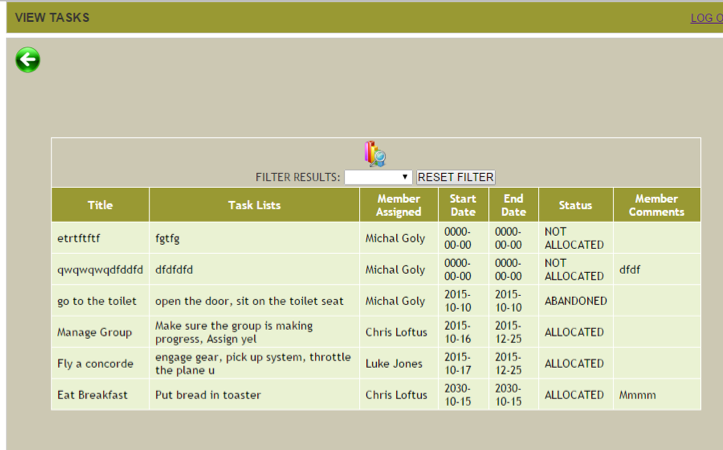 VIEW TASKS LOG O
FILTER RESULTS: RESET FILTER
Title Task Lists Member Assigned Start Date End Date Status Member Comments
etrtftftf fgtfg Michal Goly 0000-00-00 0000-00-00 NOT ALLOCATED
qwqwqwqdfddfd dfdfdfd Michal Goly 0000-00-00 0000-00-00 NOT ALLOCATED dfdf
go to the toilet open the door, sit on the toilet seat Michal Goly 2015-10-10 2015-10-10 ABANDONED
Manage Group Make sure the group is making progress, Assign yel Chris Loftus 2015-10-16 2015-12-25 ALLOCATED
Fly a concorde engage gear, pick up system, throttle the plane u Luke Jones 2015-10-17 2015-12-25 ALLOCATED
Eat Breakfast Put bread in toaster Chris Loftus 2030-10-15 2030-10-15 ALLOCATED Mmmm